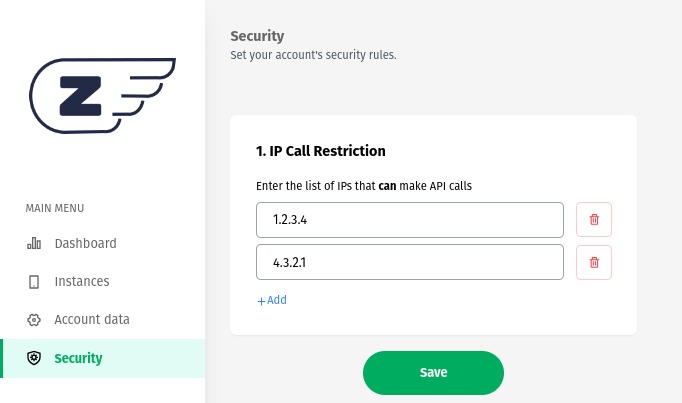 Z
Security
Set your account's security rules.
MAIN MENU
Dashboard
Instances
Account data
Security
1. IP Call Restriction
Enter the list of IPs that can make API calls
1.2.3.4
4.3.2.1
+Add
Save